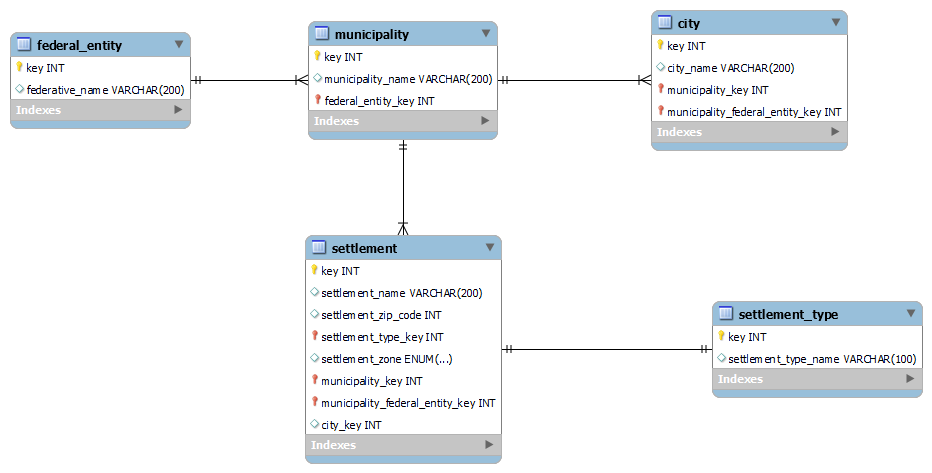 federal_entity
key INT
federative_name VARCHAR(200)
Indexes
municipality
key INT
municipality_name VARCHAR(200)
federal_entity_key INT
Indexes
city
key INT
city_name VARCHAR(200)
municipality_key INT
municipality_federal_entity_key INT
Indexes
settlement
key INT
settlement_name VARCHAR(200)
settlement_zip_code INT
settlement_type_key INT
settlement_zone ENUM(...)
municipality_key INT
municipality_federal_entity_key INT
city_key INT
Indexes
settlement_type
key INT
settlement_type_name VARCHAR(100)
Indexes